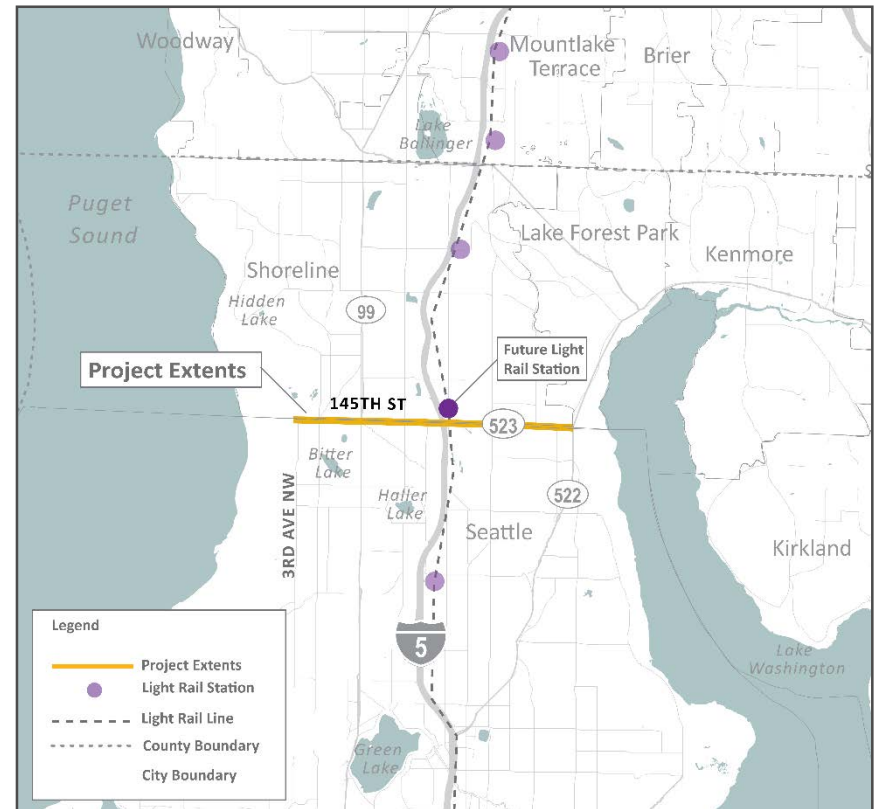 Woodway
Mountlake
Terrace
Brier
Lake
Ballinger
Puget
Sound
Lake Forest Park
Kenmore
Shoreline
Hidden
Lake
99
Future Light
Rail Station
Project Extents
145TH ST
523
Bitter
Lake
3RD AVE NW
Haller
Lake
522
Seattle
Kirkland
5
Lake
Washington
Green
Lake
Legend
Project Extents
Light Rail Station
Light Rail Line
County Boundary
City Boundary